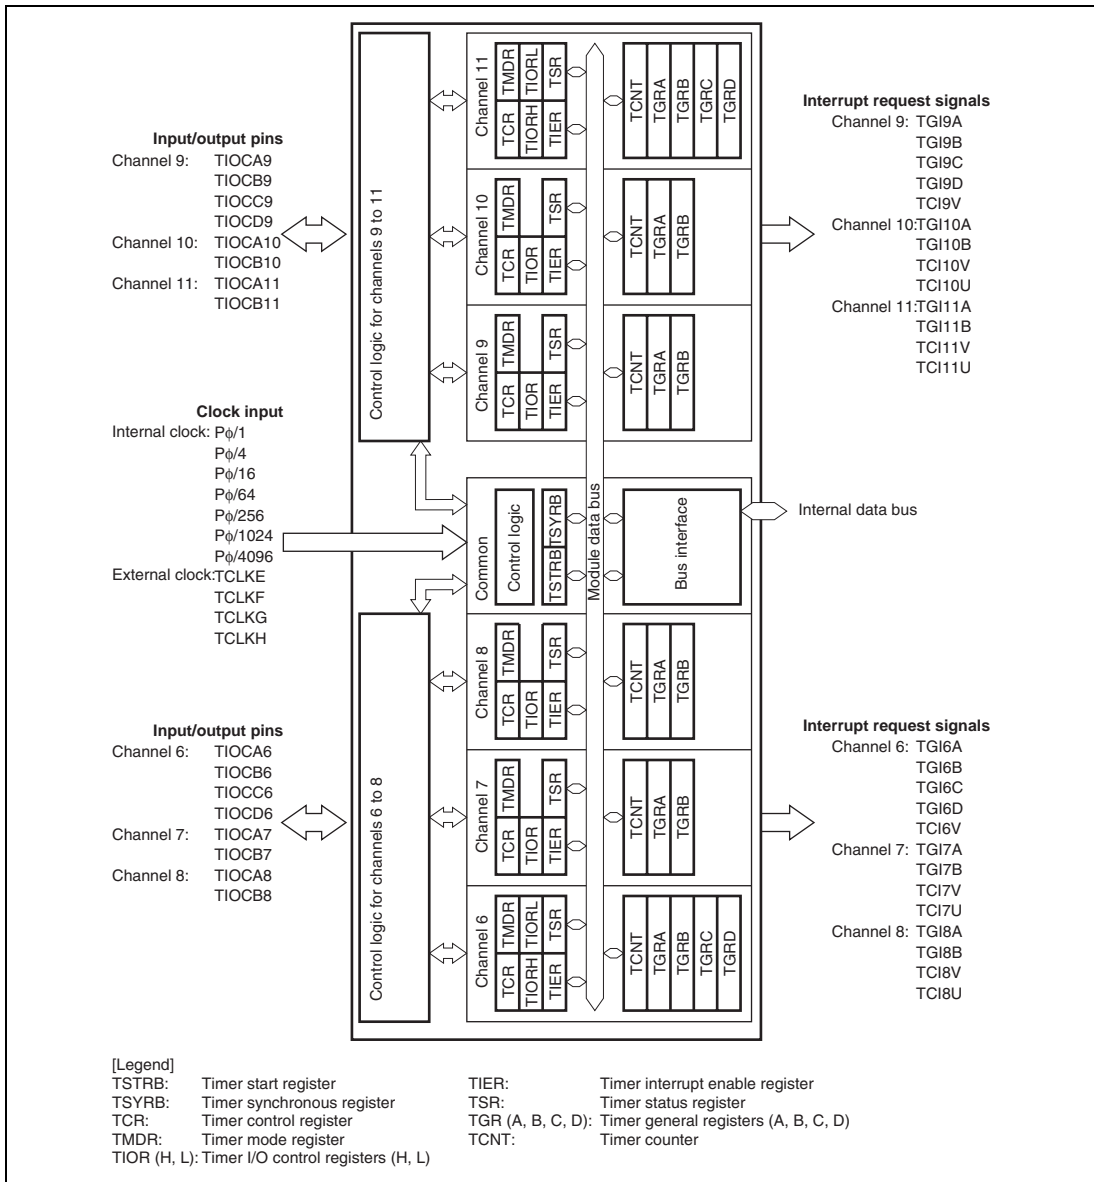 Input/output pins
Channel 9: TIOCA9
TIOCB9
TIOCC9
TIOCD9
Channel 10: TIOCA10
TIOCB10
Channel 11: TIOCA11
TIOCB11
Clock input
Internal clock: Pϕ/1
Pϕ/4
Pϕ/16
Pϕ/64
Pϕ/256
Pϕ/1024
Pϕ/4096
External clock: TCLKE
TCLKF
TCLKG
TCLKH
Input/output pins
Channel 6: TIOCA6
TIOCB6
TIOCC6
TIOCD6
Channel 7: TIOCA7
TIOCB7
Channel 8: TIOCA8
TIOCB8
Control logic for channels 9 to 11
Channel 11
TCR TMDR
TIORH TIORL
TIER TSR
TCNT
TGRA
TGRB
TGRC
TGRD
Channel 10
TCR TMDR
TIOR
TIER TSR
TCNT
TGRA
TGRB
Channel 9
TCR TMDR
TIOR
TIER TSR
TCNT
TGRA
TGRB
Common
Control logic
TSTRB TSYRB
Module data bus
Bus interface
Control logic for channels 6 to 8
Channel 8
TCR TMDR
TIOR
TIER TSR
TCNT
TGRA
TGRB
Channel 7
TCR TMDR
TIOR
TIER TSR
TCNT
TGRA
TGRB
Channel 6
TCR TMDR
TIORH TIORL
TIER TSR
TCNT
TGRA
TGRB
TGRC
TGRD
Interrupt request signals
Channel 9: TGI9A
TGI9B
TGI9C
TGI9D
TCI9V
Channel 10: TGI10A
TGI10B
TCI10V
TCI10U
Channel 11: TGI11A
TGI11B
TCI11V
TCI11U
Internal data bus
Interrupt request signals
Channel 6: TGI6A
TGI6B
TGI6C
TGI6D
TCI6V
Channel 7: TGI7A
TGI7B
TCI7V
TCI7U
Channel 8: TGI8A
TGI8B
TCI8V
TCI8U
[Legend]
TSTRB: Timer start register
TSYRB: Timer synchronous register
TCR: Timer control register
TMDR: Timer mode register
TIOR (H, L): Timer I/O control registers (H, L)
TIER: Timer interrupt enable register
TSR: Timer status register
TGR (A, B, C, D): Timer general registers (A, B, C, D)
TCNT: Timer counter